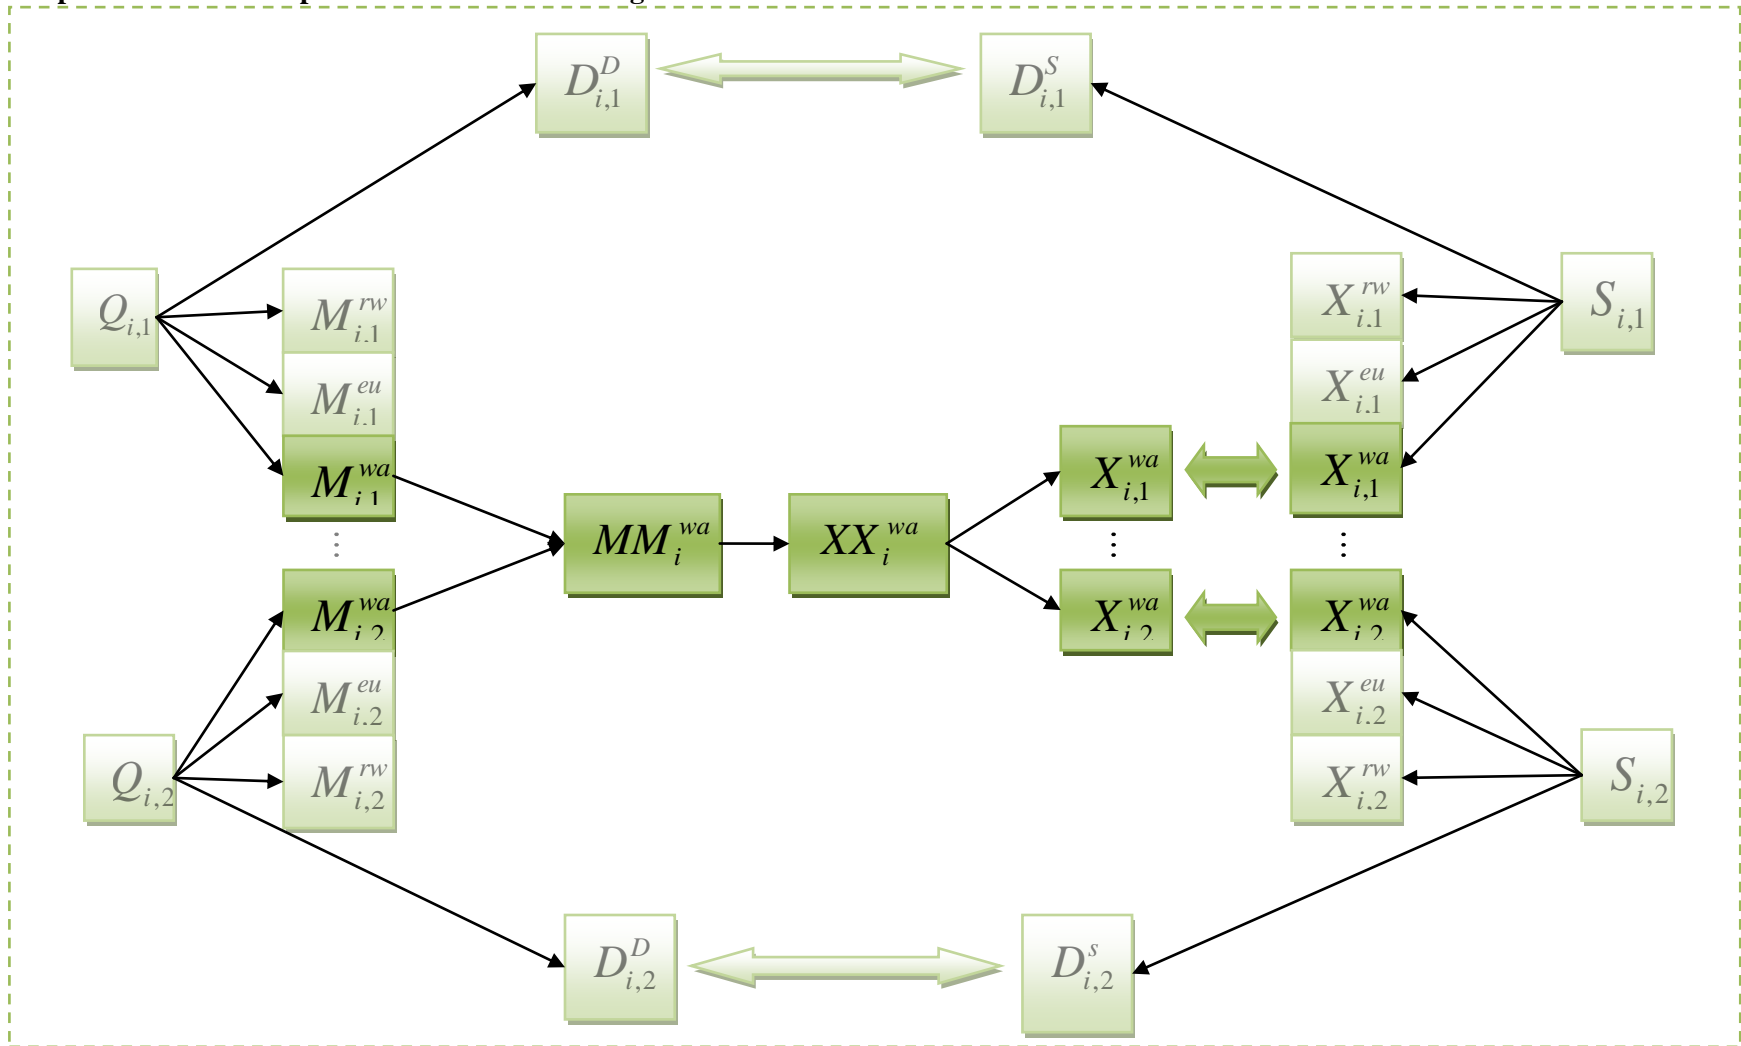 D^D_{i,1} D^S_{i,1}
Q_{i,1} M^{rw}_{i,1} X^{rw}_{i,1} S_{i,1}
M^{eu}_{i,1} X^{eu}_{i,1}
M^{wa}_{i,1} X^{wa}_{i,1} X^{wa}_{i,1}
MM^{wa}_i XX^{wa}_i
⋮ ⋮ ⋮
M^{wa}_{i,2} X^{wa}_{i,2} X^{wa}_{i,2}
M^{eu}_{i,2} X^{eu}_{i,2}
Q_{i,2} M^{rw}_{i,2} X^{rw}_{i,2} S_{i,2}
D^D_{i,2} D^s_{i,2}